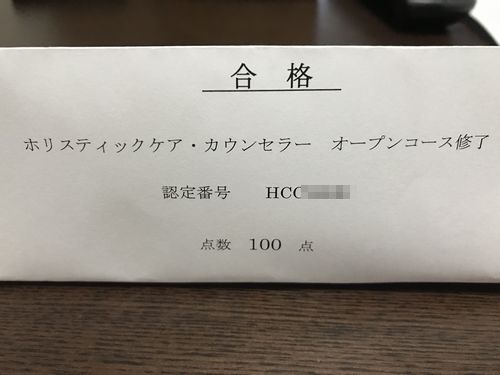 合 格
ホリスティックケア・カウンセラー　オープンコース修了
認定番号　HCC
点数　100　点